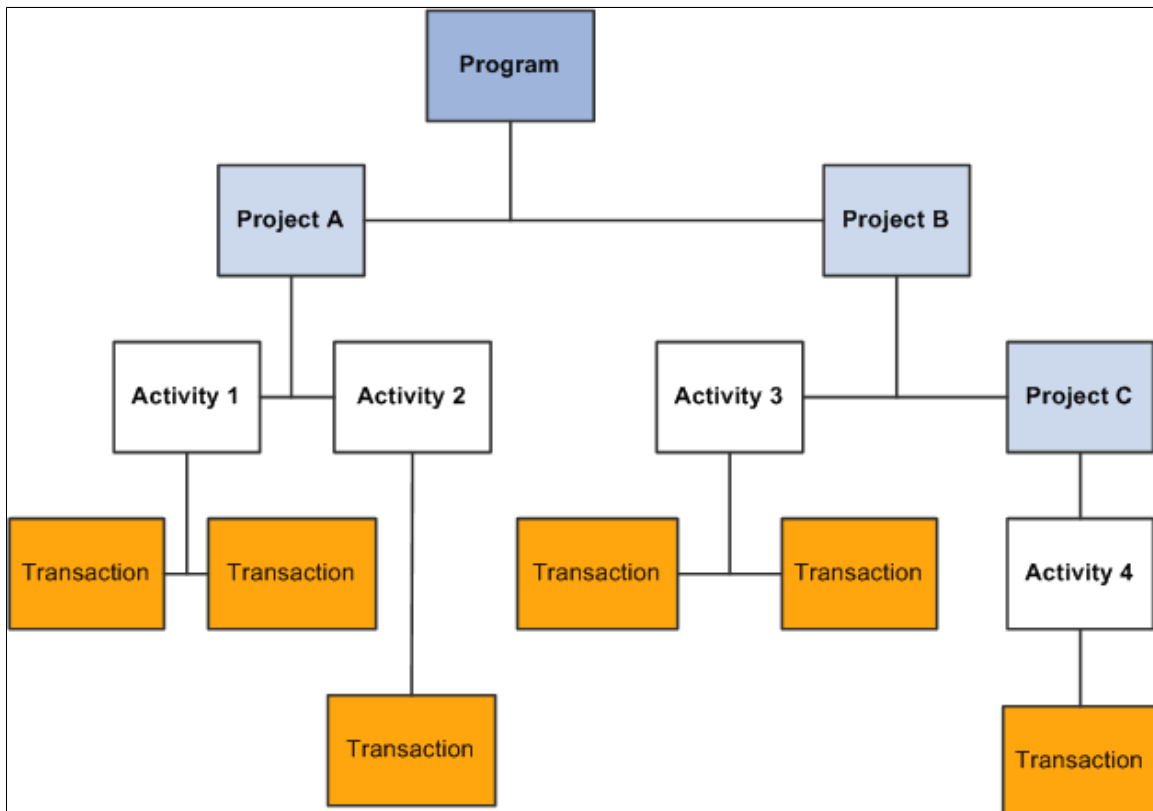 Program
Project A
Project B
Activity 1
Activity 2
Activity 3
Project C
Transaction
Transaction
Transaction
Transaction
Activity 4
Transaction
Transaction